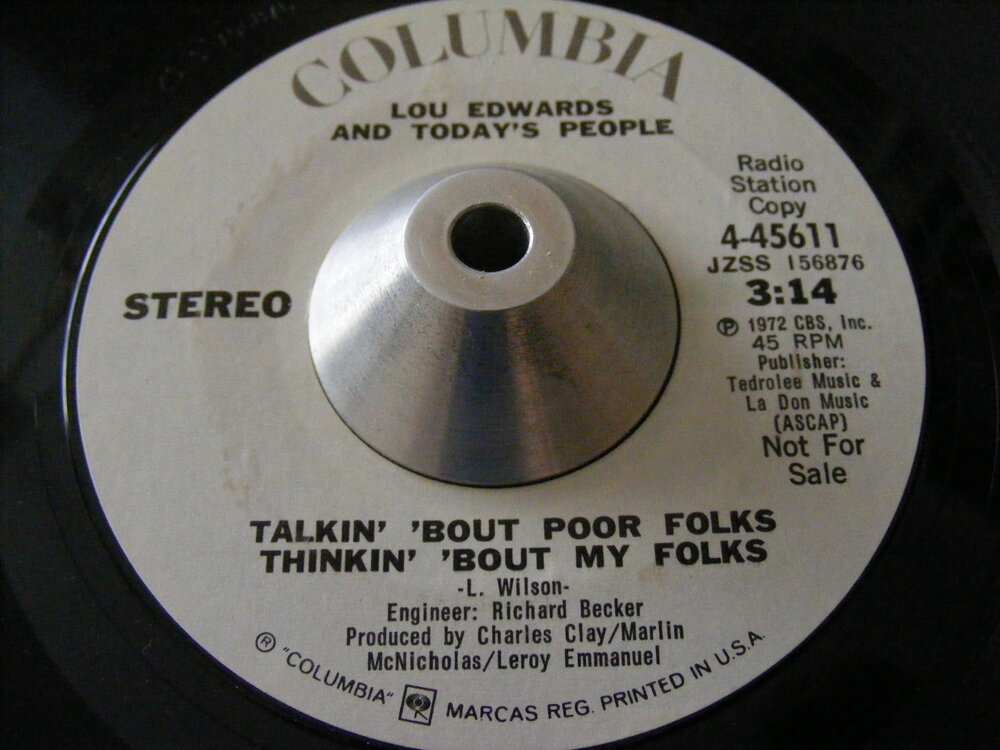 COLUMBIA
LOU EDWARDS
AND TODAY'S PEOPLE
Radio
Station
Copy
4-45611
JZSS 156876
3:14
STEREO
Ⓟ 1972 CBS, Inc.
45 RPM
Publisher:
Tedrolee Music &
La Don Music
(ASCAP)
Not For
Sale
TALKIN' 'BOUT POOR FOLKS
THINKIN' 'BOUT MY FOLKS
-L. Wilson-
Engineer: Richard Becker
Produced by Charles Clay/Marlin
McNicholas/Leroy Emmanuel
® "COLUMBIA" MARCAS REG. PRINTED IN U.S.A.